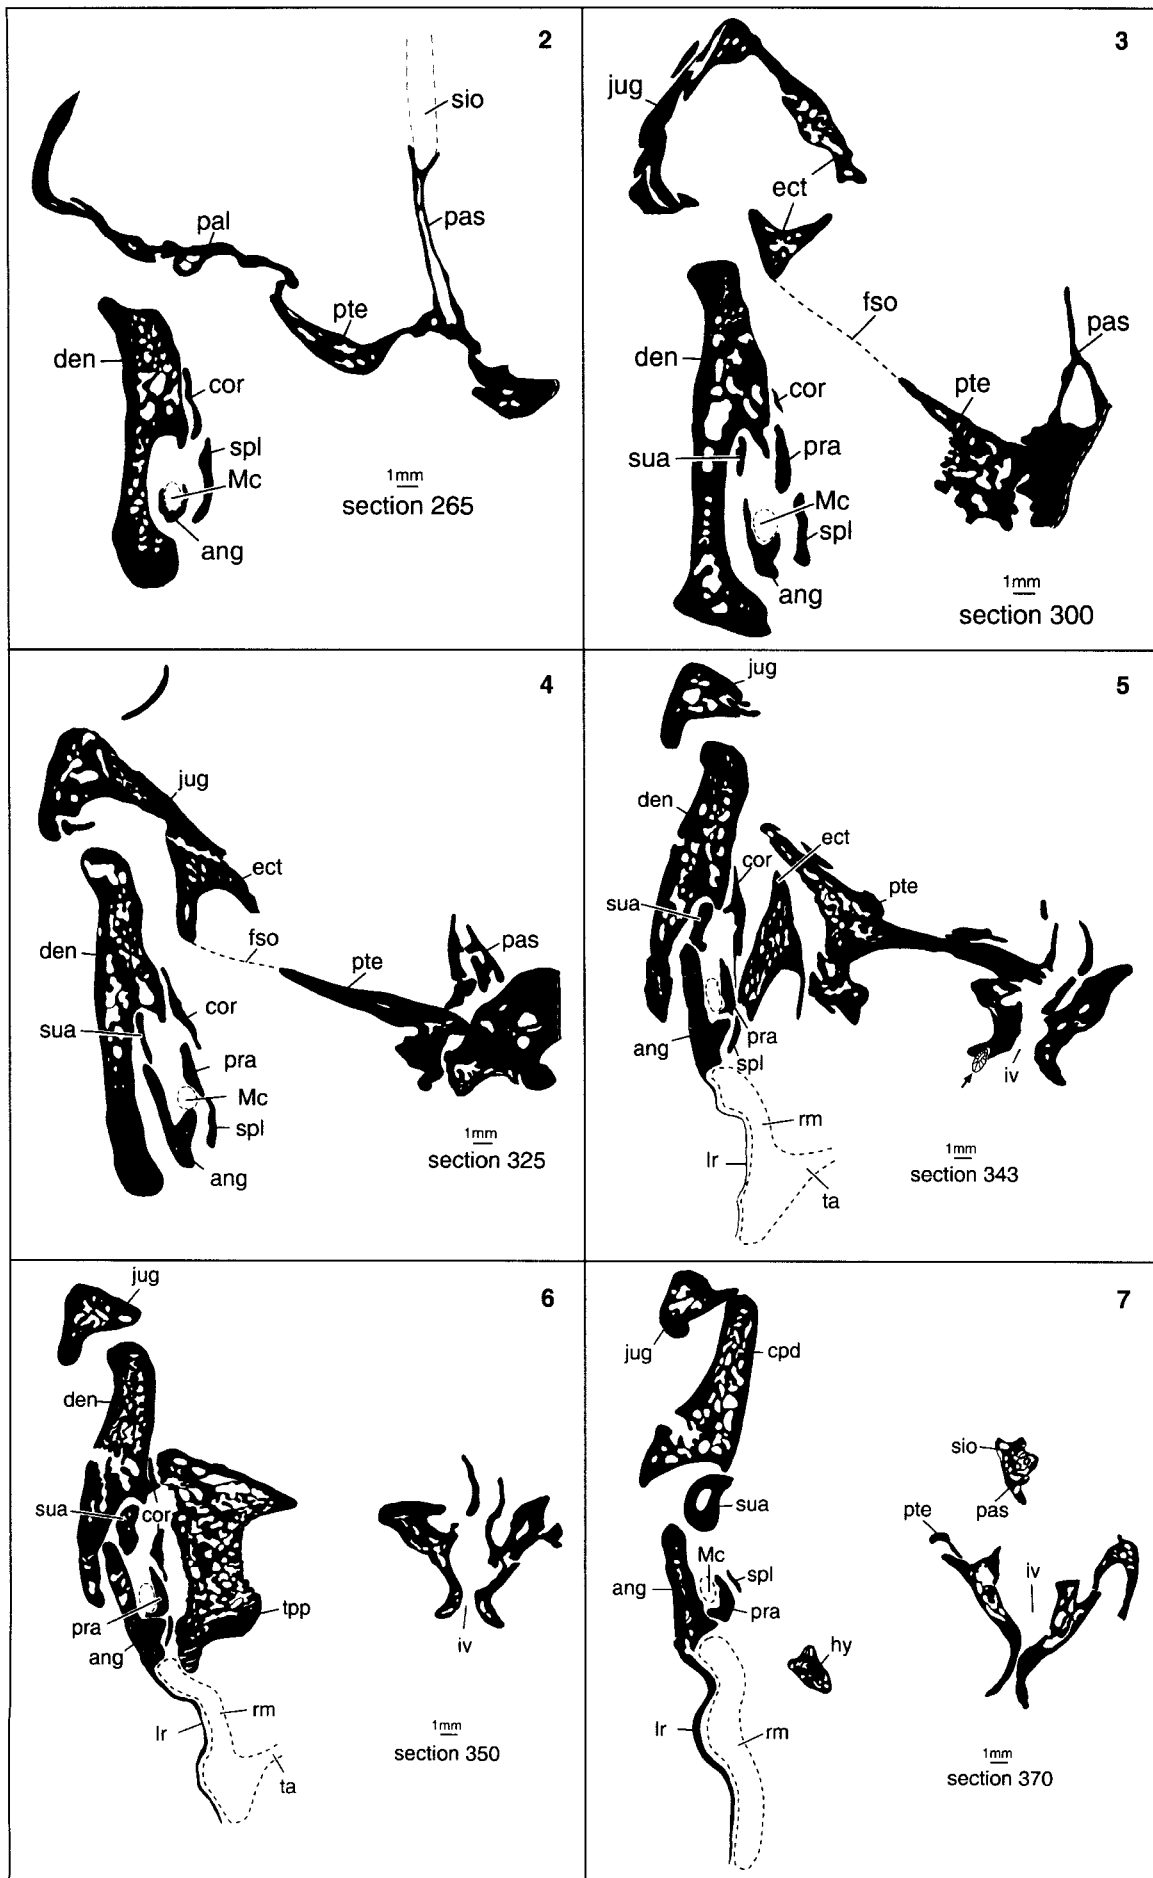 2
sio
pas
pal
pte
den
cor
spl
Mc
ang
1mm
section 265
3
jug
ect
fso
pas
den
cor
pte
sua
pra
Mc
spl
ang
1mm
section 300
4
jug
ect
fso
den
pte
pas
cor
sua
pra
Mc
spl
ang
1mm
section 325
5
jug
den
ect
cor
pte
sua
pra
ang
spl
iv
rm
lr
ta
1mm
section 343
6
jug
den
sua
cor
pra
tpp
ang
iv
rm
lr
ta
1mm
section 350
7
jug
cpd
sio
sua
pas
pte
Mc
spl
iv
ang
pra
hy
lr
rm
1mm
section 370